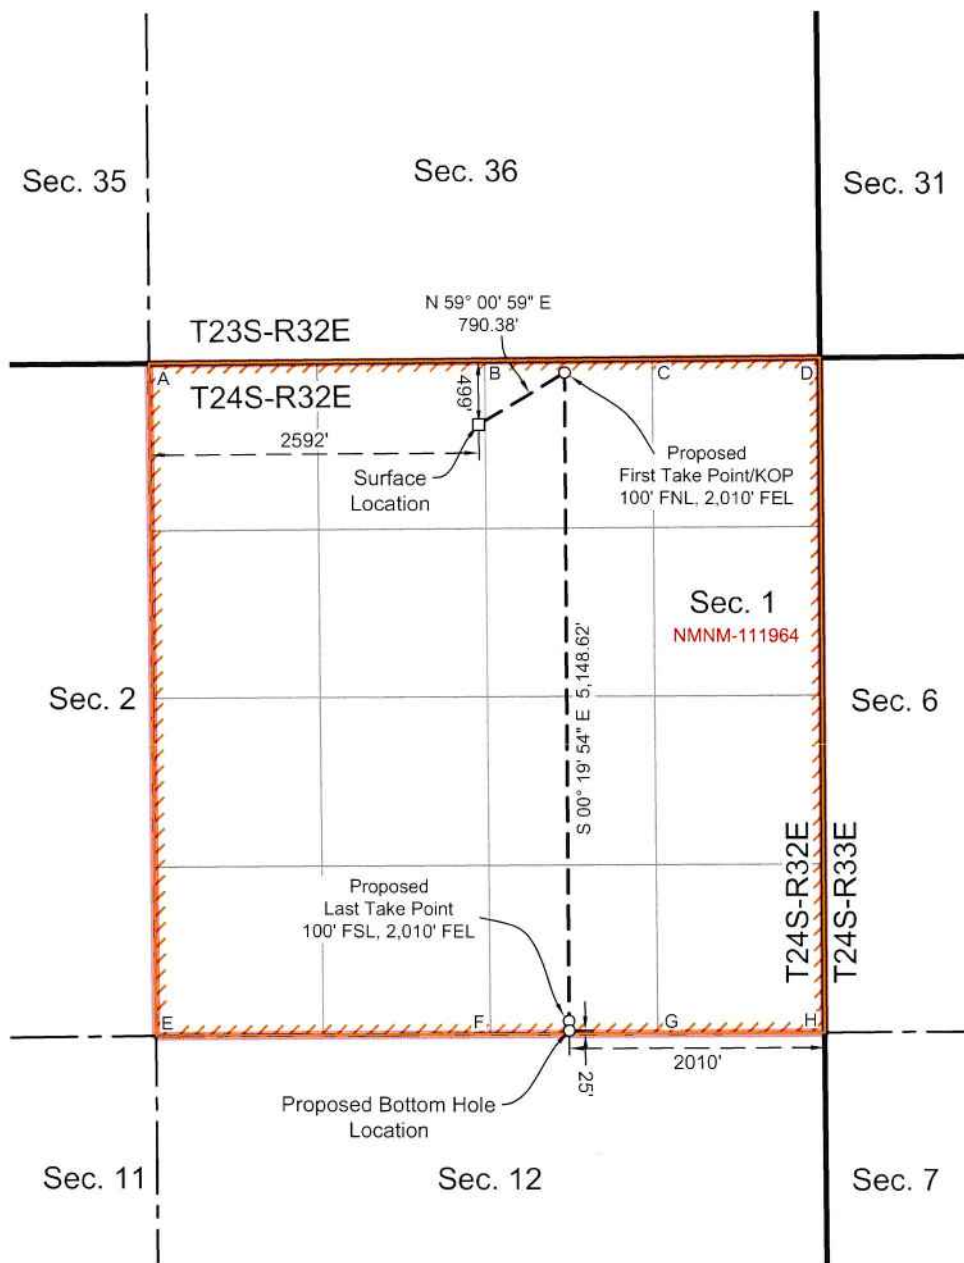 Sec. 35
Sec. 36
Sec. 31
N 59° 00' 59" E
790.38'
T23S-R32E
A
B
C
D
T24S-R32E
499'
2592'
Surface
Location
Proposed
First Take Point/KOP
100' FNL, 2,010' FEL
Sec. 1
NMNM-111964
S 00° 19' 54" E 5,148.62'
Sec. 2
Sec. 6
T24S-R32E
T24S-R33E
Proposed
Last Take Point
100' FSL, 2,010' FEL
E
F
G
H
2010'
25'
Proposed Bottom Hole
Location
Sec. 11
Sec. 12
Sec. 7